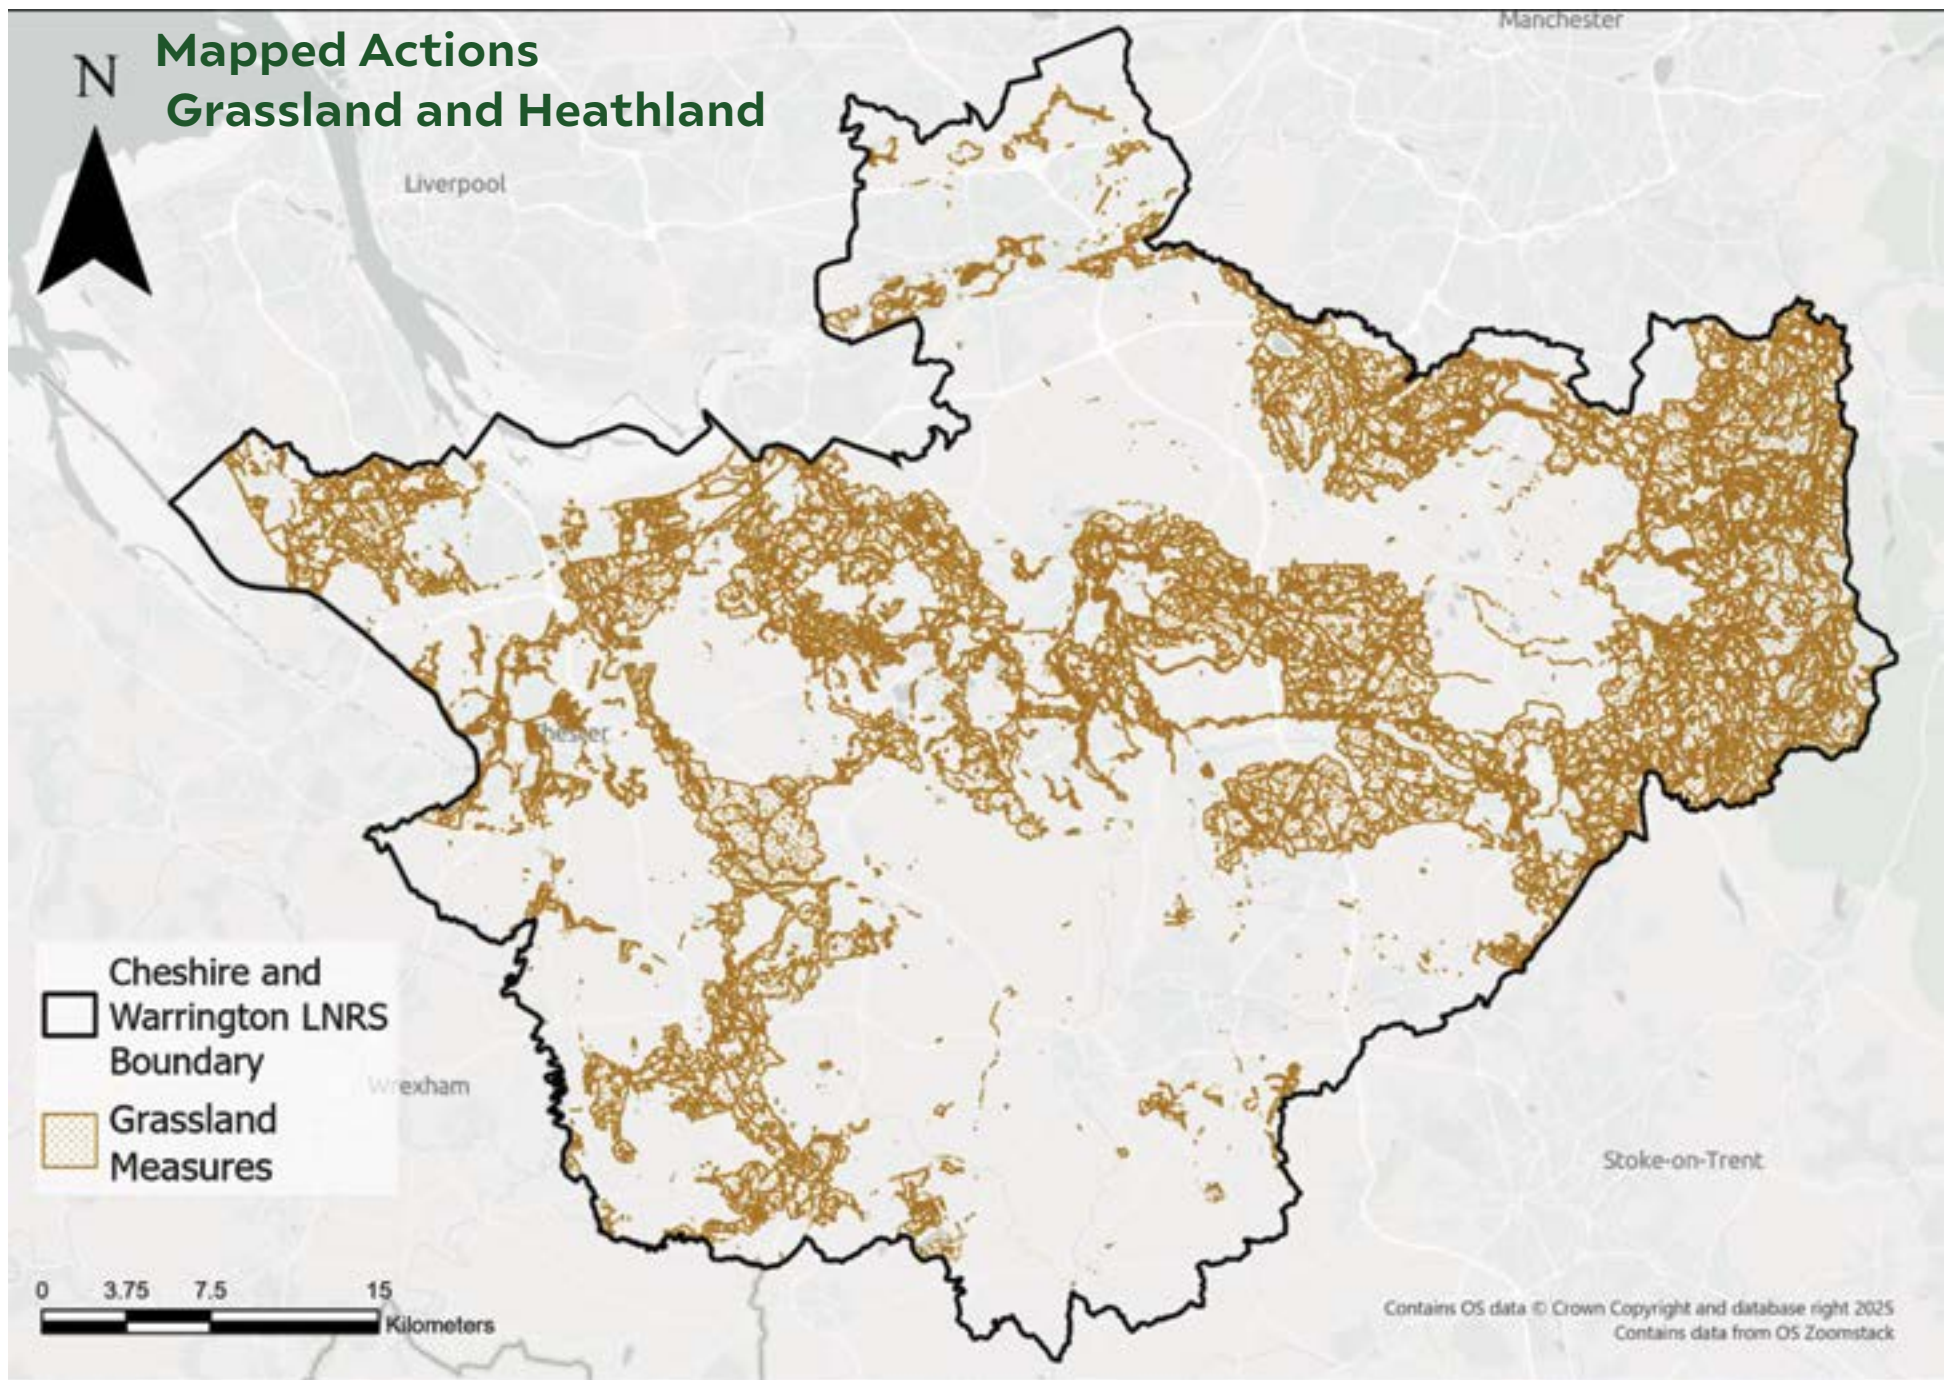 Manchester
Mapped Actions
N
Grassland and Heathland
Liverpool
hester
Cheshire and
Warrington LNRS
Boundary
Wrexham
Grassland
Measures
Stoke-on-Trent
0 3.75 7.5 15
Kilometers
Contains OS data © Crown Copyright and database right 2025
Contains data from OS Zoomstack